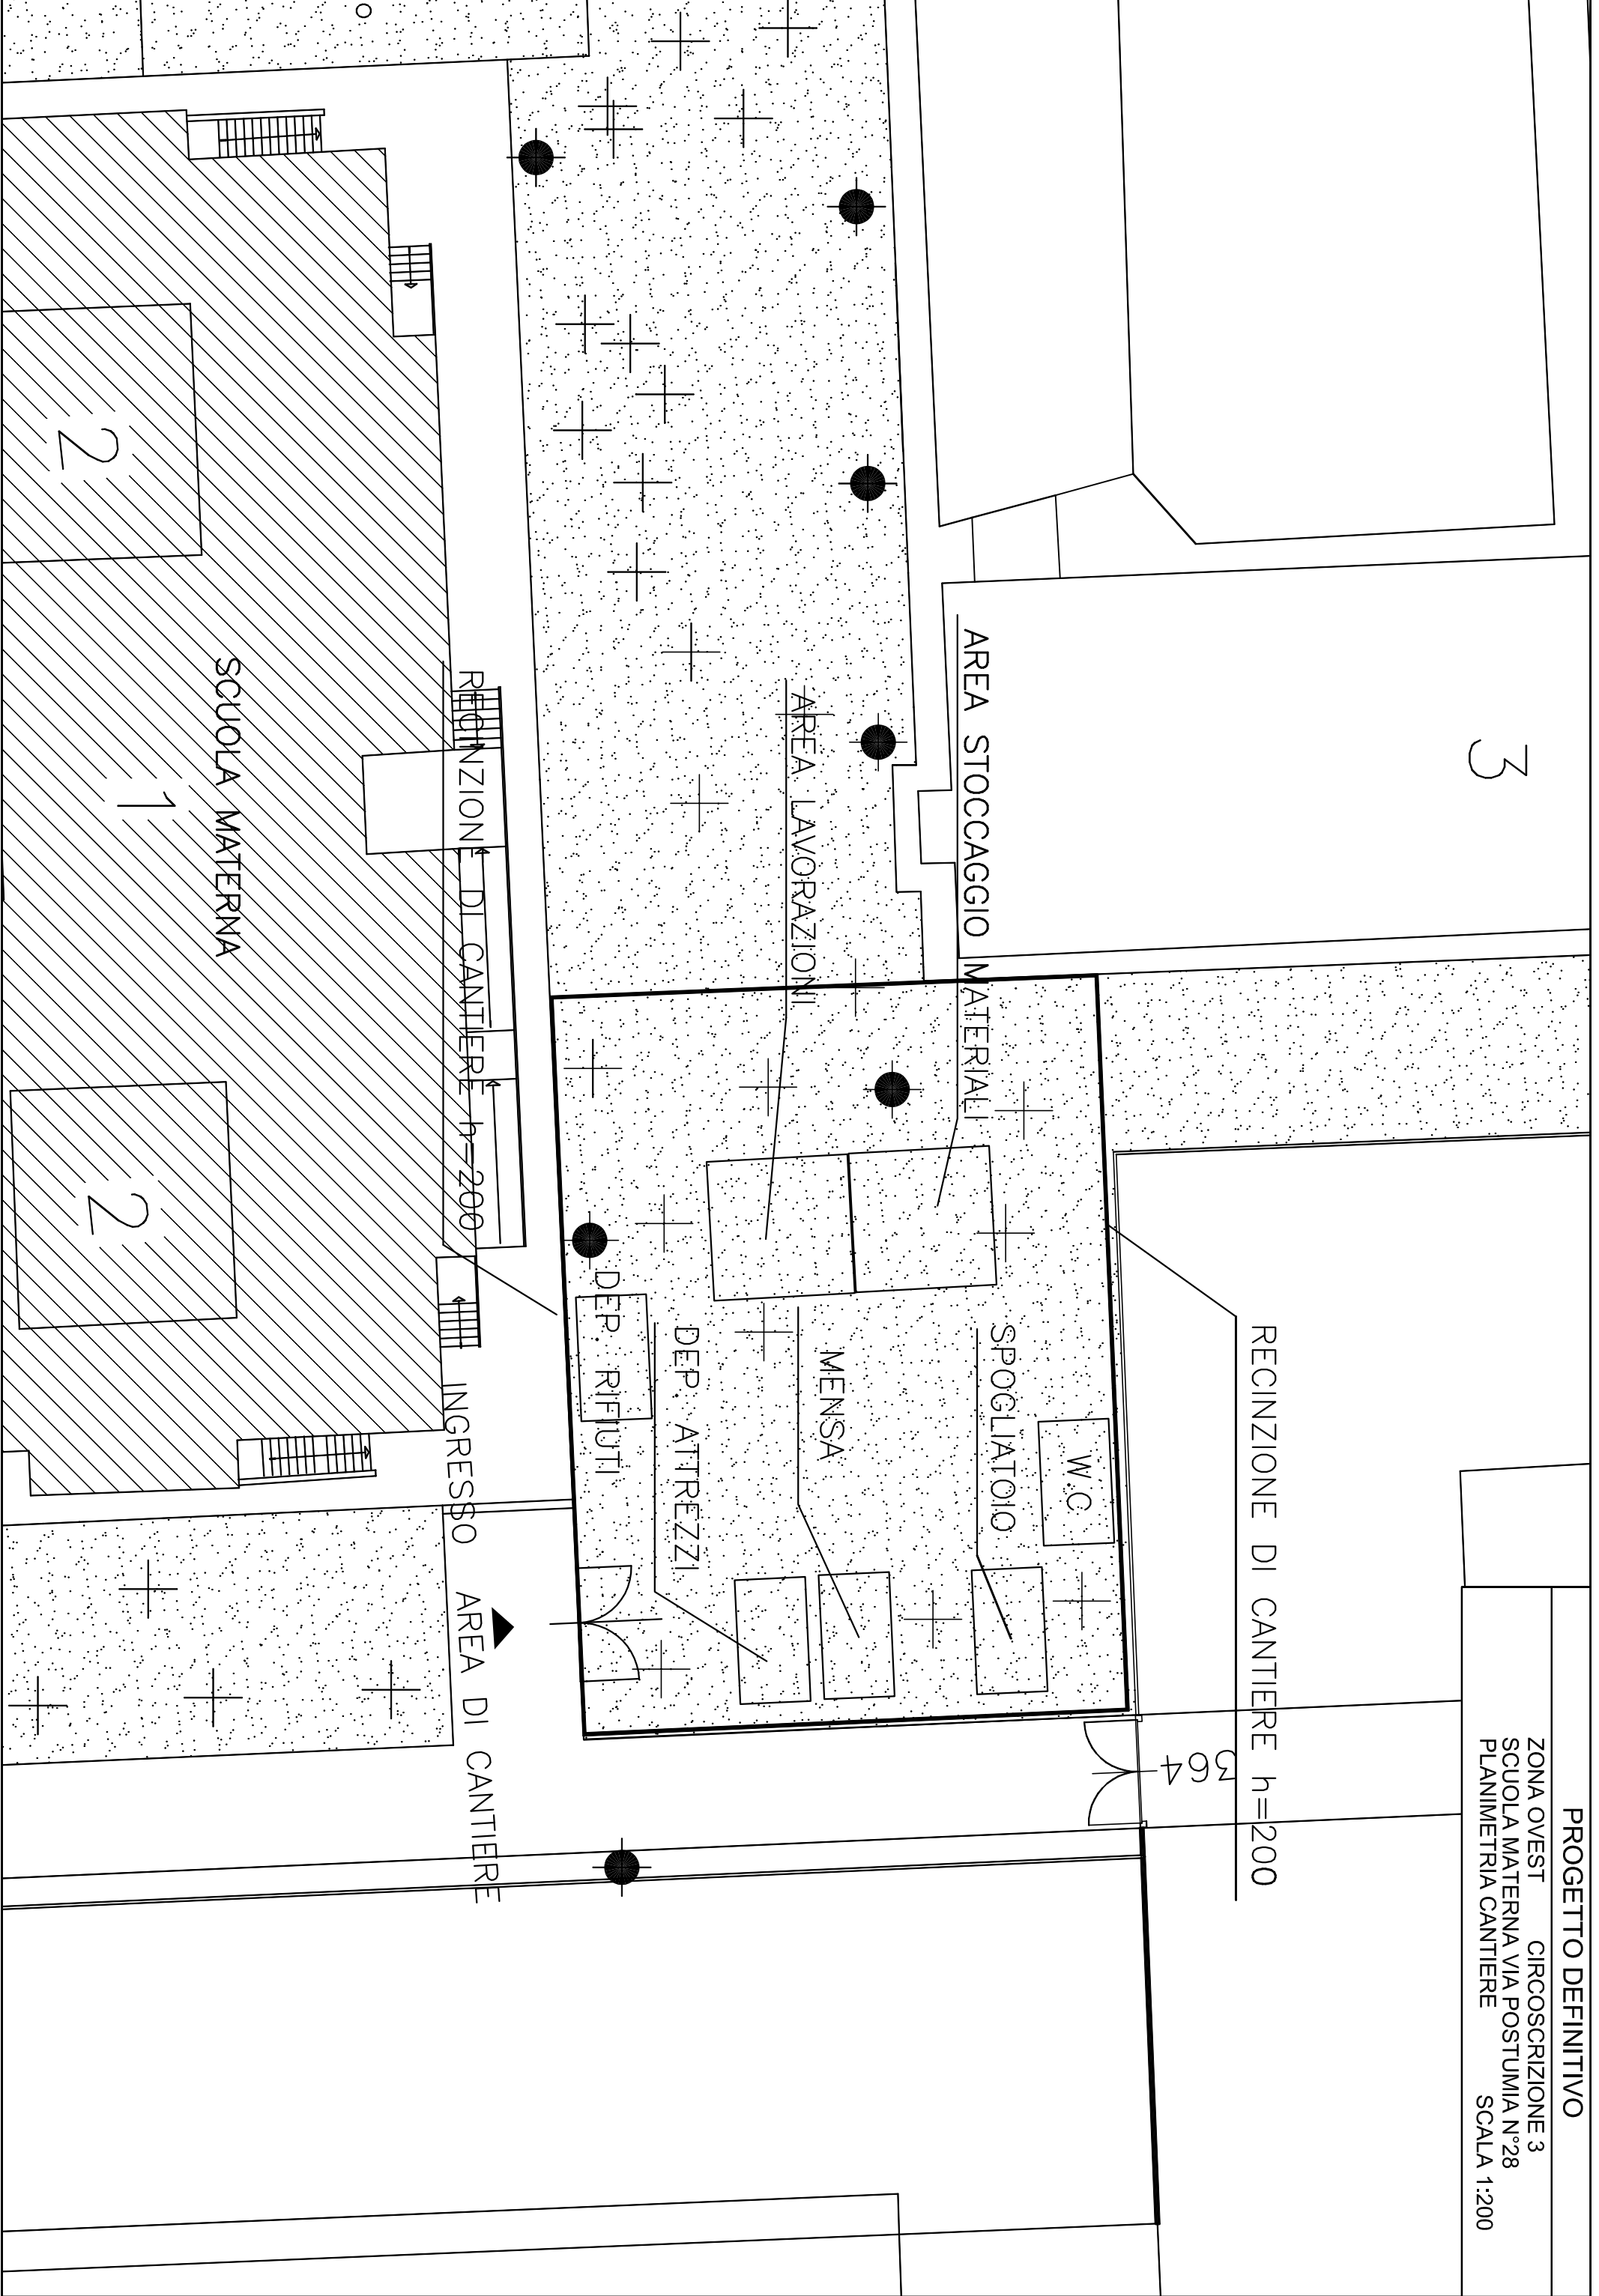 PROGETTO DEFINITIVO
ZONA OVEST CIRCOSCRIZIONE 3
SCUOLA MATERNA VIA POSTUMIA N°28
PLANIMETRIA CANTIERE SCALA 1:200
3
RECINZIONE DI CANTIERE h=200
364
AREA STOCCAGGIO MATERIALI
W.C
SPOGLIATOIO
AREA LAVORAZIONI
MENSA
DEP. ATTREZZI
DEP. RIFIUTI
RECINZIONE DI CANTIERE h=200
INGRESSO AREA DI CANTIERE
SCUOLA MATERNA
1
2
2